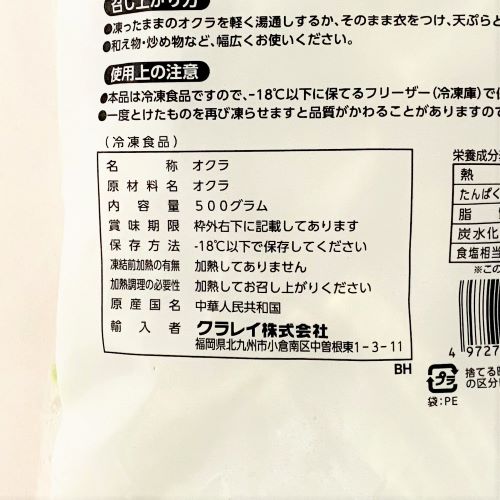 召し上がり方
●凍ったままのオクラを軽く湯通しするか、そのまま衣をつけ、天ぷらと
●和え物・炒め物など、幅広くお使いください。
使用上の注意
●本品は冷凍食品ですので、-18℃以下に保てるフリーザー(冷凍庫)で
●一度とけたものを再び凍らせますと品質がかわることがありますので
(冷凍食品)
名称 オクラ
原材料名 オクラ
内容量 500グラム
賞味期限 枠外右下に記載してあります
保存方法 -18℃以下で保存してください
凍結前加熱の有無 加熱してありません
加熱調理の必要性 加熱してお召し上がりください
原産国名 中華人民共和国
輸入者 クラレイ株式会社
福岡県北九州市小倉南区中曽根東1-3-11
BH
栄養成分
熱
たんぱく
脂
炭水化
食塩相当
※この
4 9727
プラ
捨てる
の区分
袋:PE